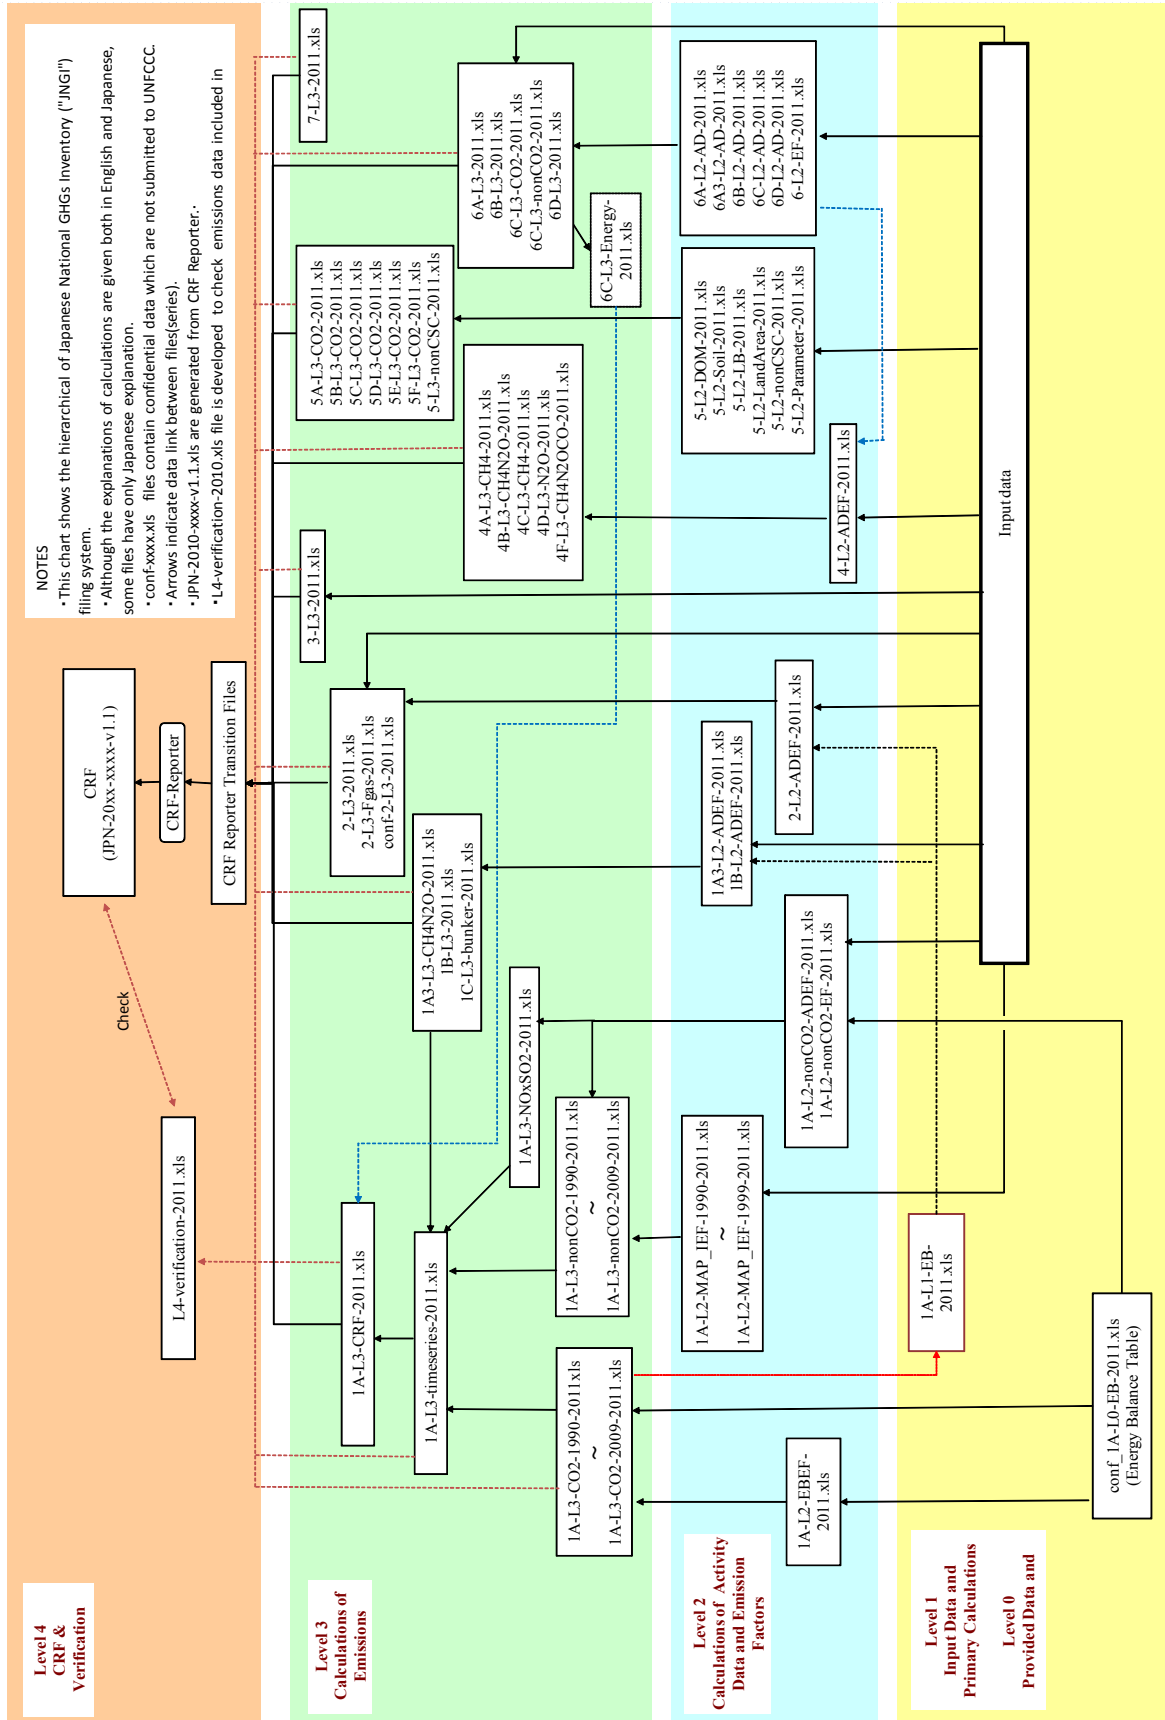 Level 4
CRF &
Verification
NOTES
・This chart shows the hierarchical of Japanese National GHGs Inventory ("JNGI")
filing system.
・Although the explanations of calculations are given both in English and Japanese,
some files have only Japanese explanation.
・conf-xxxx.xls files contain confidential data which are not submitted to UNFCCC.
・Arrows indicate data link between files(series).
・JPN-2010-xxxx-v1.1.xls are generated from CRF Reporter.・
・L4-verification-2010.xls file is developed to check emissions data included in
CRF
(JPN-20xx-xxxx-v1.1)
CRF-Reporter
CRF Reporter Transition Files
Check
L4-verification-2011.xls
Level 3
Calculations of
Emissions
1A-L3-CRF-2011.xls
1A-L3-timeseries-2011.xls
1A-L3-CO2-1990-2011xls
~
1A-L3-CO2-2009-2011.xls
1A-L3-nonCO2-1990-2011.xls
~
1A-L3-nonCO2-2009-2011.xls
1A-L3-NOxSO2-2011.xls
1A3-L3-CH4N2O-2011.xls
1B-L3-2011.xls
1C-L3-bunker-2011.xls
2-L3-2011.xls
2-L3-Fgas-2011.xls
conf-2-L3-2011.xls
3-L3-2011.xls
4A-L3-CH4-2011.xls
4B-L3-CH4N2O-2011.xls
4C-L3-CH4-2011.xls
4D-L3-N2O-2011.xls
4F-L3-CH4N2OCO-2011.xls
5A-L3-CO2-2011.xls
5B-L3-CO2-2011.xls
5C-L3-CO2-2011.xls
5D-L3-CO2-2011.xls
5E-L3-CO2-2011.xls
5F-L3-CO2-2011.xls
5-L3-nonCSC-2011.xls
6A-L3-2011.xls
6B-L3-2011.xls
6C-L3-CO2-2011.xls
6C-L3-nonCO2-2011.xls
6D-L3-2011.xls
6C-L3-Energy-
2011.xls
7-L3-2011.xls
Level 2
Calculations of Activity
Data and Emission
Factors
1A-L2-EBEF-
2011.xls
1A-L2-MAP_IEF-1990-2011.xls
~
1A-L2-MAP_IEF-1999-2011.xls
1A-L2-nonCO2-ADEF-2011.xls
1A-L2-nonCO2-EF-2011.xls
1A3-L2-ADEF-2011.xls
1B-L2-ADEF-2011.xls
2-L2-ADEF-2011.xls
4-L2-ADEF-2011.xls
5-L2-DOM-2011.xls
5-L2-Soil-2011.xls
5-L2-LB-2011.xls
5-L2-LandArea-2011.xls
5-L2-nonCSC-2011.xls
5-L2-Parameter-2011.xls
6A-L2-AD-2011.xls
6A3-L2-AD-2011.xls
6B-L2-AD-2011.xls
6C-L2-AD-2011.xls
6D-L2-AD-2011.xls
6-L2-EF-2011.xls
Level 1
Input Data and
Primary Calculations
Level 0
Provided Data and
1A-L1-EB-
2011.xls
Input data
conf_1A-L0-EB-2011.xls
(Energy Balance Table)